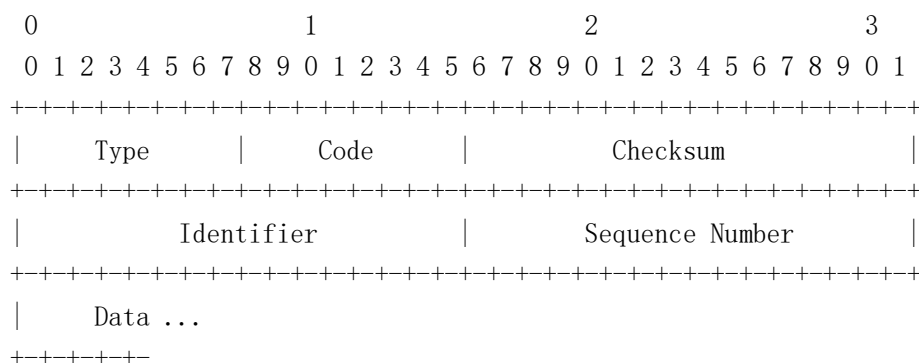 0                   1                   2                   3
0 1 2 3 4 5 6 7 8 9 0 1 2 3 4 5 6 7 8 9 0 1 2 3 4 5 6 7 8 9 0 1
+-+-+-+-+-+-+-+-+-+-+-+-+-+-+-+-+-+-+-+-+-+-+-+-+-+-+-+-+-+-+-+-+
|     Type      |     Code      |          Checksum             |
+-+-+-+-+-+-+-+-+-+-+-+-+-+-+-+-+-+-+-+-+-+-+-+-+-+-+-+-+-+-+-+-+
|           Identifier          |        Sequence Number        |
+-+-+-+-+-+-+-+-+-+-+-+-+-+-+-+-+-+-+-+-+-+-+-+-+-+-+-+-+-+-+-+-+
|     Data ...
+-+-+-+-+-